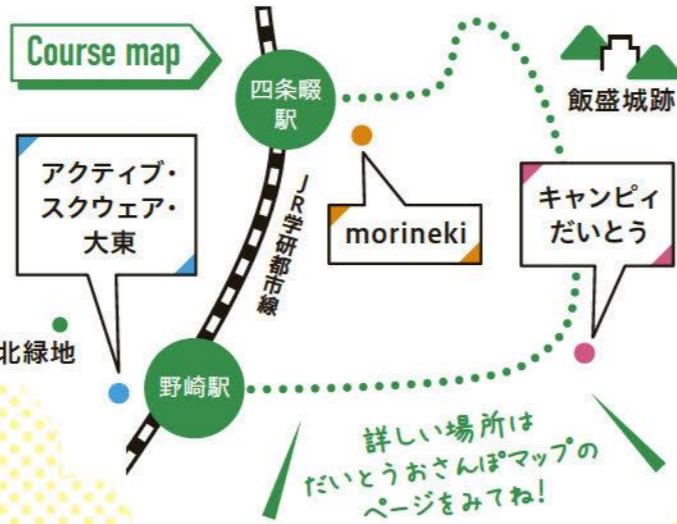 Course map
四条畷
駅
飯盛城跡
アクティブ・
スクウェア・
大東
JR学研都市線
morineki
キャンピィ
だいとう
北緑地
野崎駅
詳しい場所は
だいとうおさんぽマップの
ページをみてね!